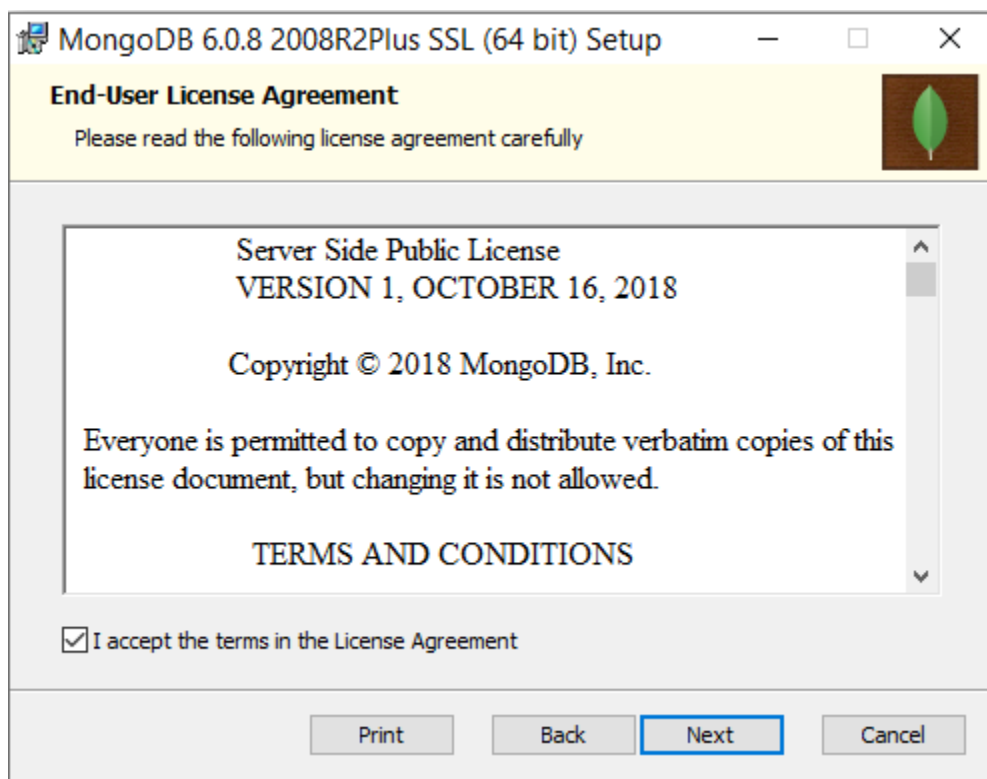 MongoDB 6.0.8 2008R2Plus SSL (64 bit) Setup
End-User License Agreement
Please read the following license agreement carefully
Server Side Public License
VERSION 1, OCTOBER 16, 2018
Copyright © 2018 MongoDB, Inc.
Everyone is permitted to copy and distribute verbatim copies of this
license document, but changing it is not allowed.
TERMS AND CONDITIONS
I accept the terms in the License Agreement
Print Back Next Cancel